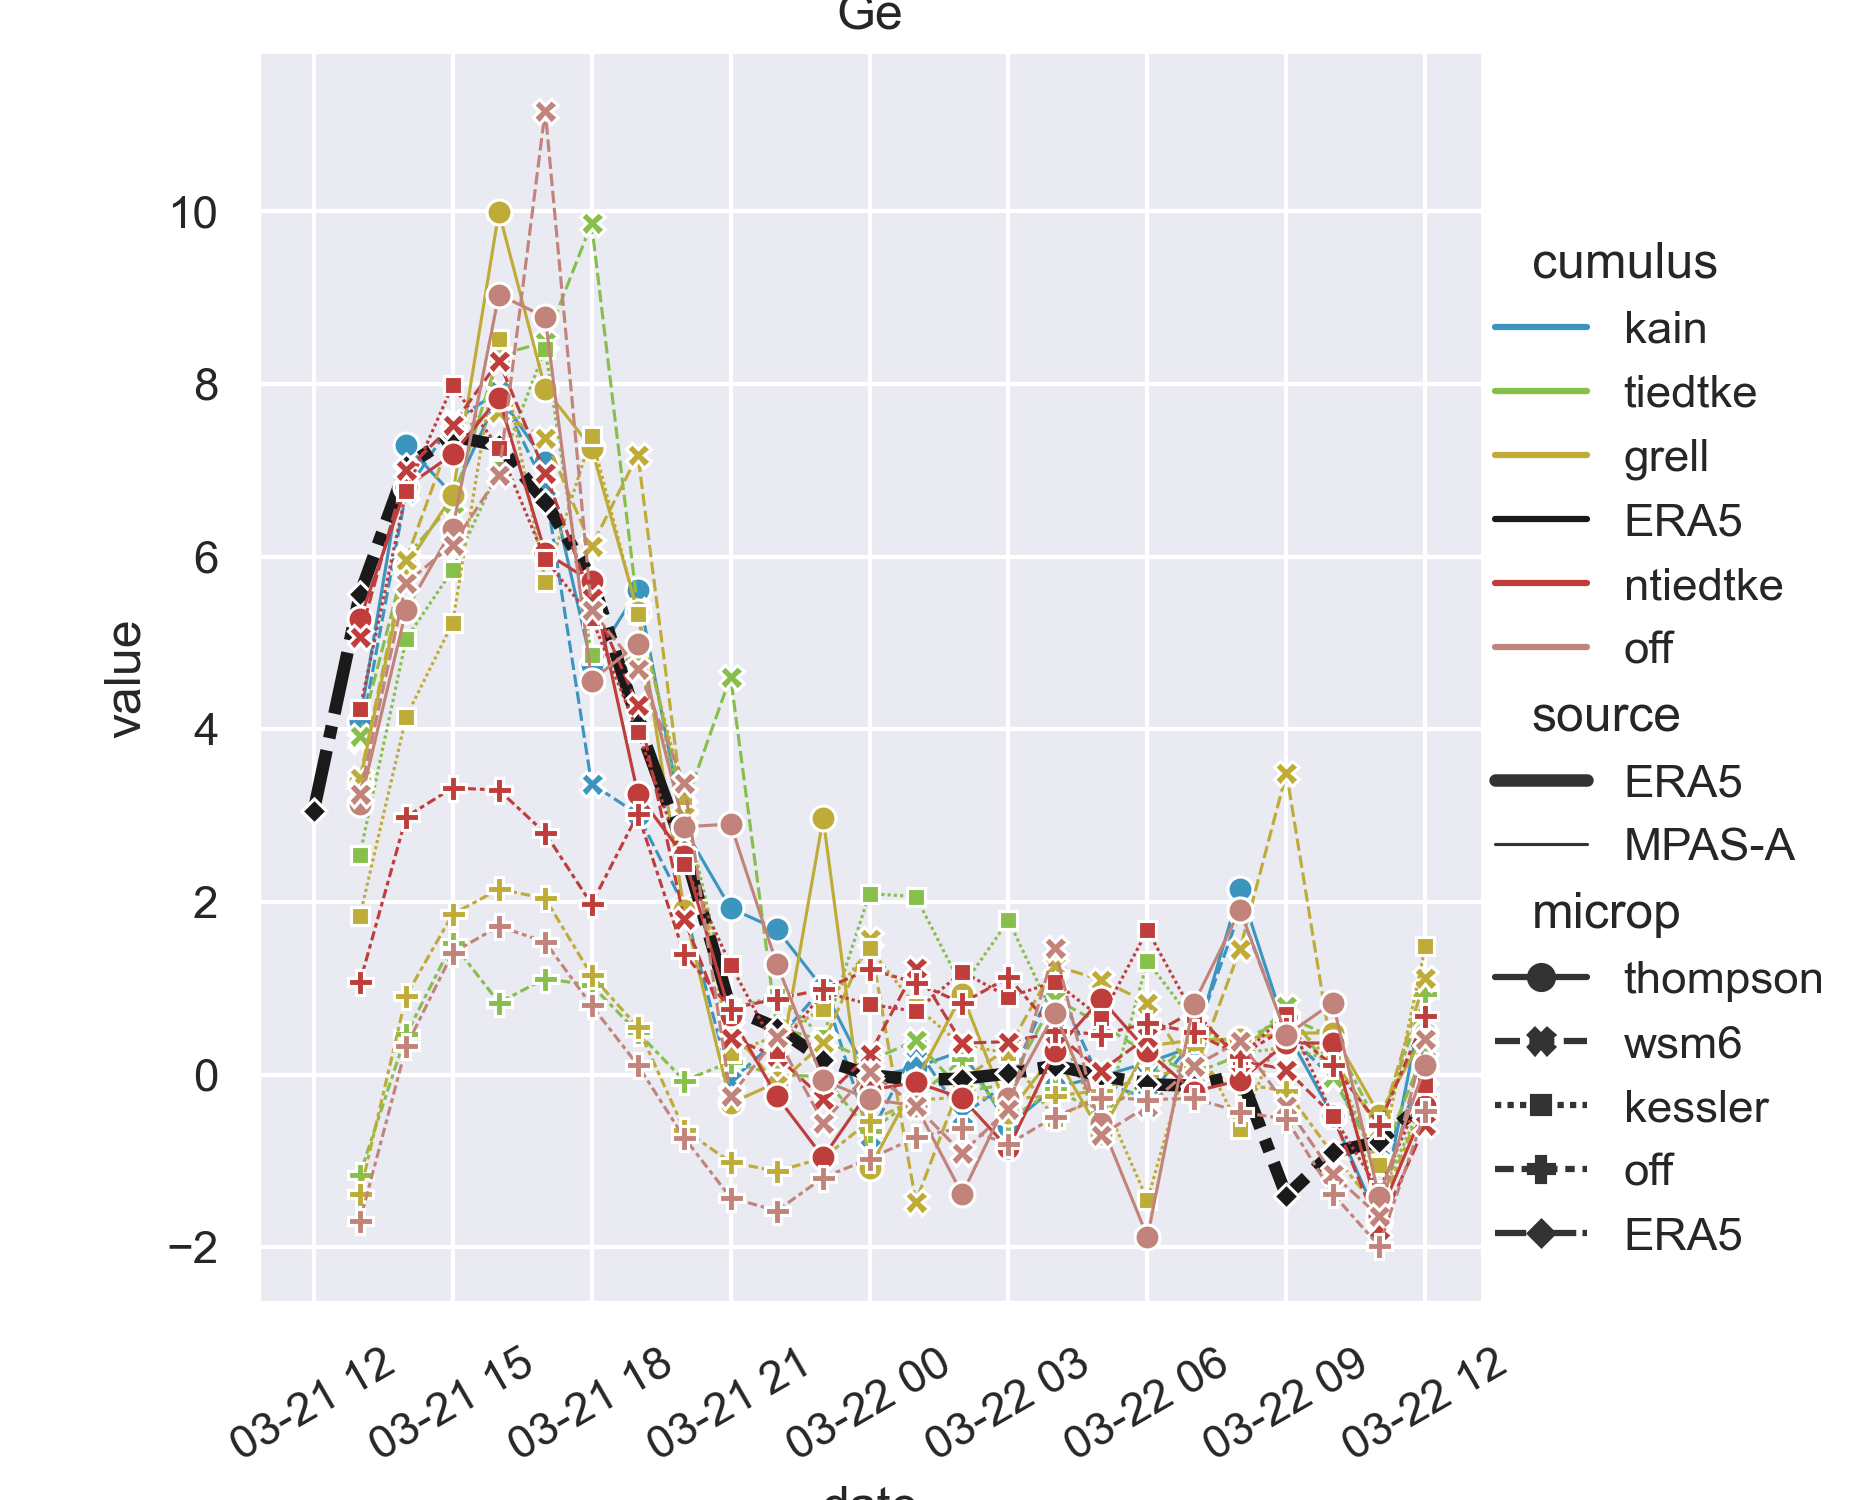 Ge
10
8
6
4
2
0
−2
value
03-21 12
03-21 15
03-21 18
03-21 21
03-22 00
03-22 03
03-22 06
03-22 09
03-22 12
date
cumulus
kain
tiedtke
grell
ERA5
ntiedtke
off
source
ERA5
MPAS-A
microp
thompson
wsm6
kessler
off
ERA5